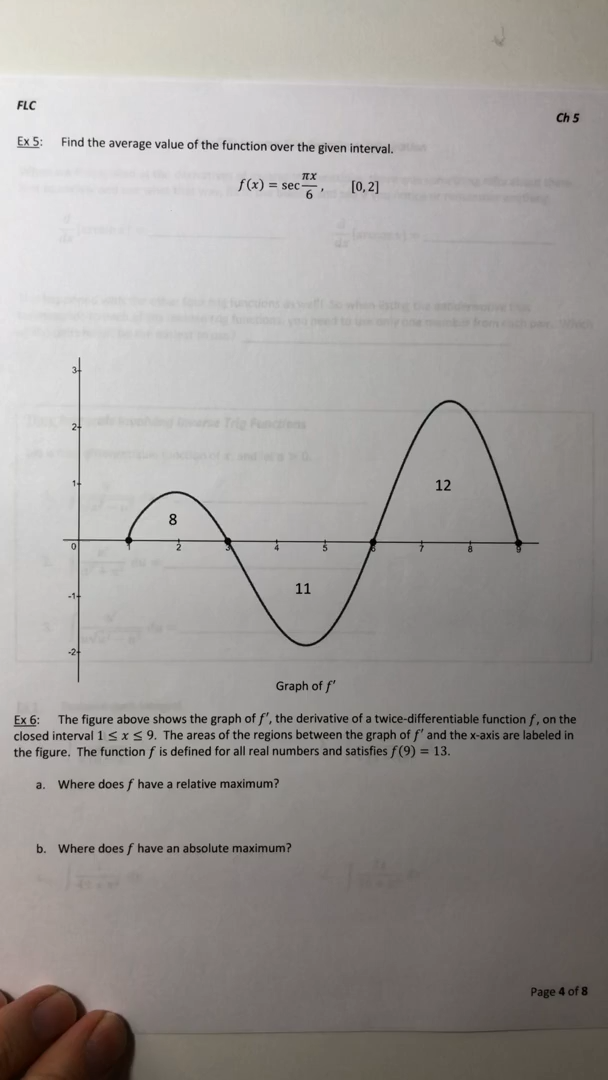 FLC
Ch 5
Ex 5: Find the average value of the function over the given interval.
f(x) = sec πx/6 , [0, 2]
3
2
1
0
-1
-2
1 2 3 4 5 6 7 8 9
8
11
12
Graph of f′
Ex 6: The figure above shows the graph of f′, the derivative of a twice-differentiable function f, on the
closed interval 1 ≤ x ≤ 9. The areas of the regions between the graph of f′ and the x-axis are labeled in
the figure. The function f is defined for all real numbers and satisfies f(9) = 13.
a. Where does f have a relative maximum?
b. Where does f have an absolute maximum?
Page 4 of 8